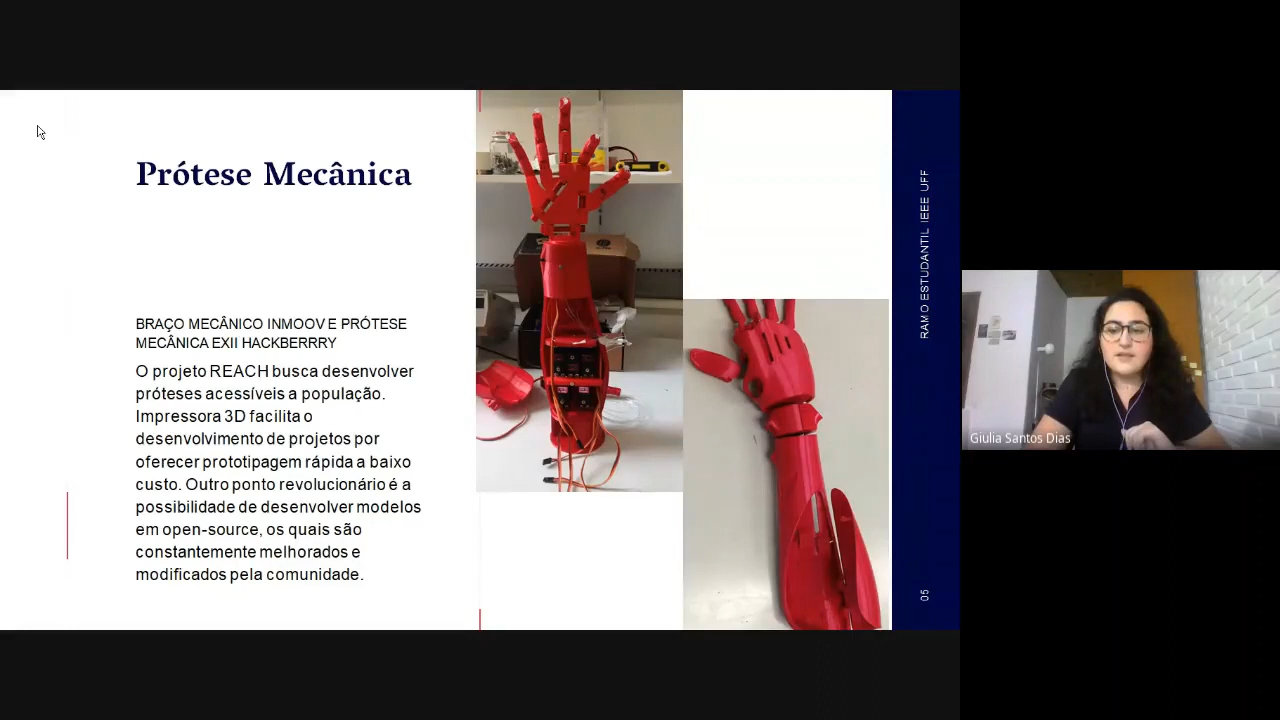 Prótese Mecânica
BRAÇO MECÂNICO INMOOV E PRÓTESE
MECÂNICA EXII HACKBERRRY
O projeto REACH busca desenvolver
próteses acessíveis a população.
Impressora 3D facilita o
desenvolvimento de projetos por
oferecer prototipagem rápida a baixo
custo. Outro ponto revolucionário é a
possibilidade de desenvolver modelos
em open-source, os quais são
constantemente melhorados e
modificados pela comunidade.
RAMO ESTUDANTIL IEEE UFF
05
Giulia Santos Dias